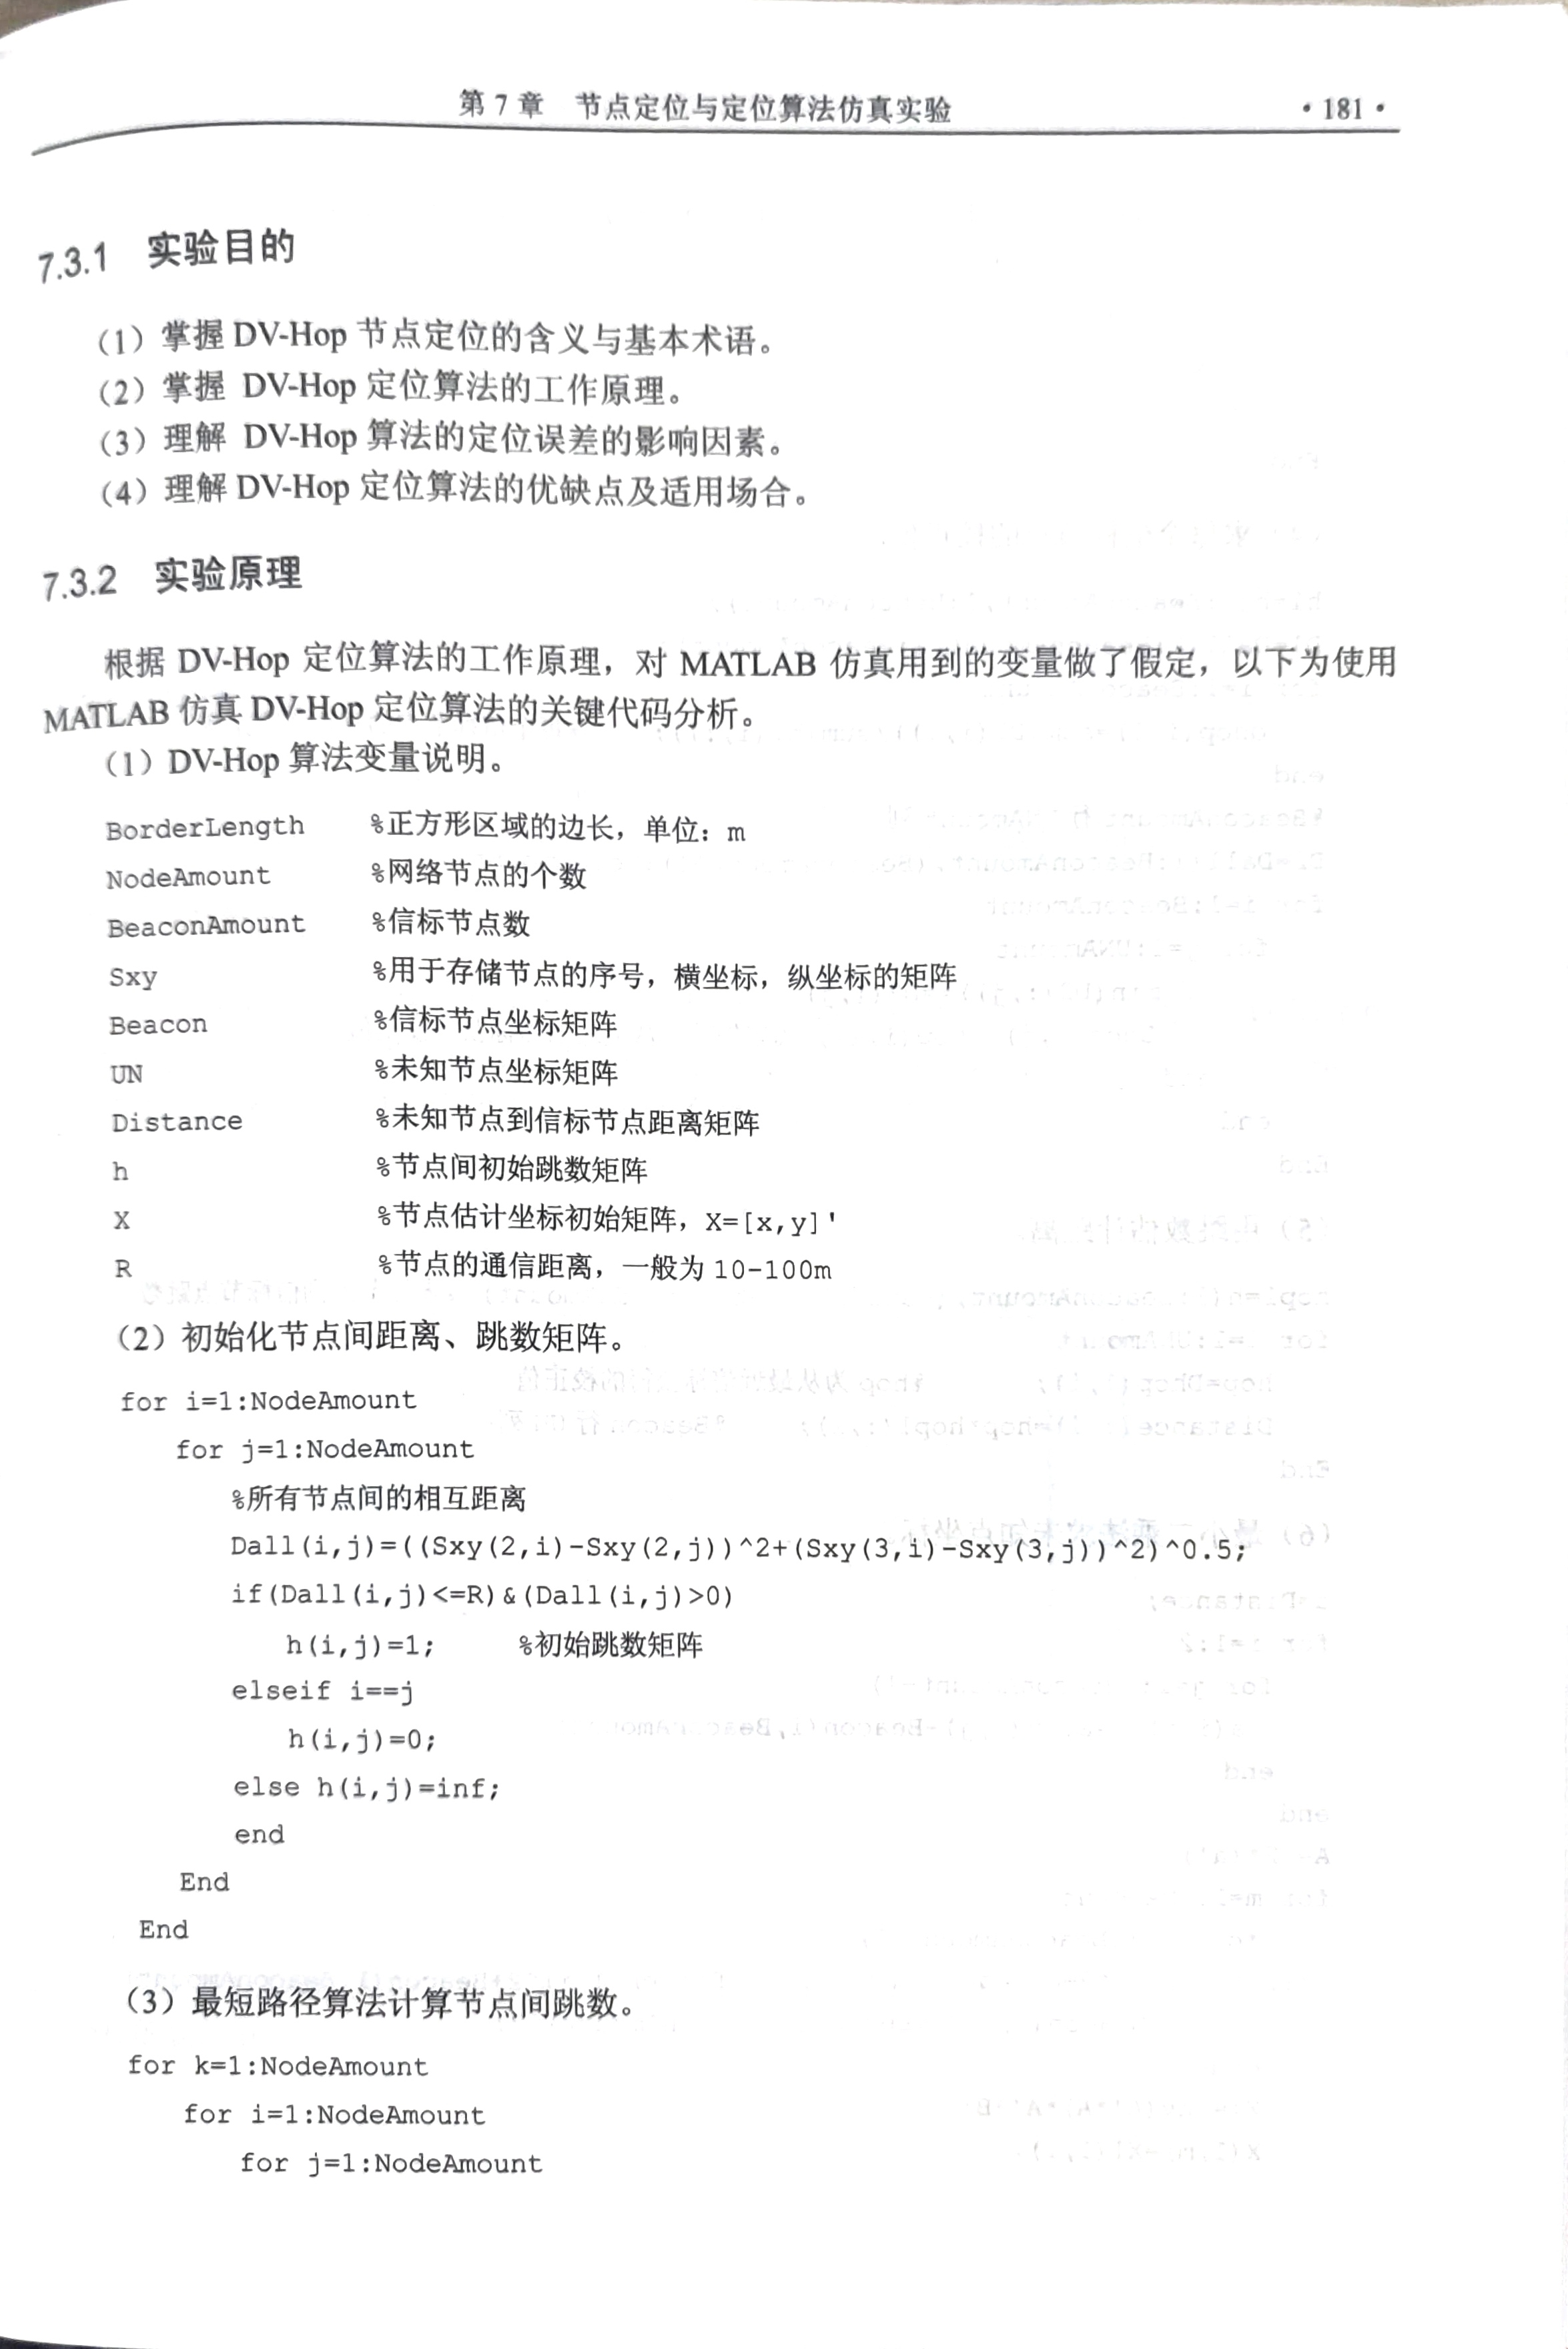 第 7 章 节点定位与定位算法仿真实验 · 181 ·
7.3.1 实验目的
（1）掌握 DV-Hop 节点定位的含义与基本术语。
（2）掌握 DV-Hop 定位算法的工作原理。
（3）理解 DV-Hop 算法的定位误差的影响因素。
（4）理解 DV-Hop 定位算法的优缺点及适用场合。
7.3.2 实验原理
根据 DV-Hop 定位算法的工作原理，对 MATLAB 仿真用到的变量做了假定，以下为使用
MATLAB 仿真 DV-Hop 定位算法的关键代码分析。
（1）DV-Hop 算法变量说明。
BorderLength %正方形区域的边长，单位：m
NodeAmount %网络节点的个数
BeaconAmount %信标节点数
Sxy %用于存储节点的序号，横坐标，纵坐标的矩阵
Beacon %信标节点坐标矩阵
UN %未知节点坐标矩阵
Distance %未知节点到信标节点距离矩阵
h %节点间初始跳数矩阵
X %节点估计坐标初始矩阵，X=[x,y]'
R %节点的通信距离，一般为 10-100m
（2）初始化节点间距离、跳数矩阵。
for i=1:NodeAmount
for j=1:NodeAmount
%所有节点间的相互距离
Dall(i,j)=((Sxy(2,i)-Sxy(2,j))^2+(Sxy(3,i)-Sxy(3,j))^2)^0.5;
if(Dall(i,j)<=R)&(Dall(i,j)>0)
h(i,j)=1; %初始跳数矩阵
elseif i==j
h(i,j)=0;
else h(i,j)=inf;
end
End
End
（3）最短路径算法计算节点间跳数。
for k=1:NodeAmount
for i=1:NodeAmount
for j=1:NodeAmount